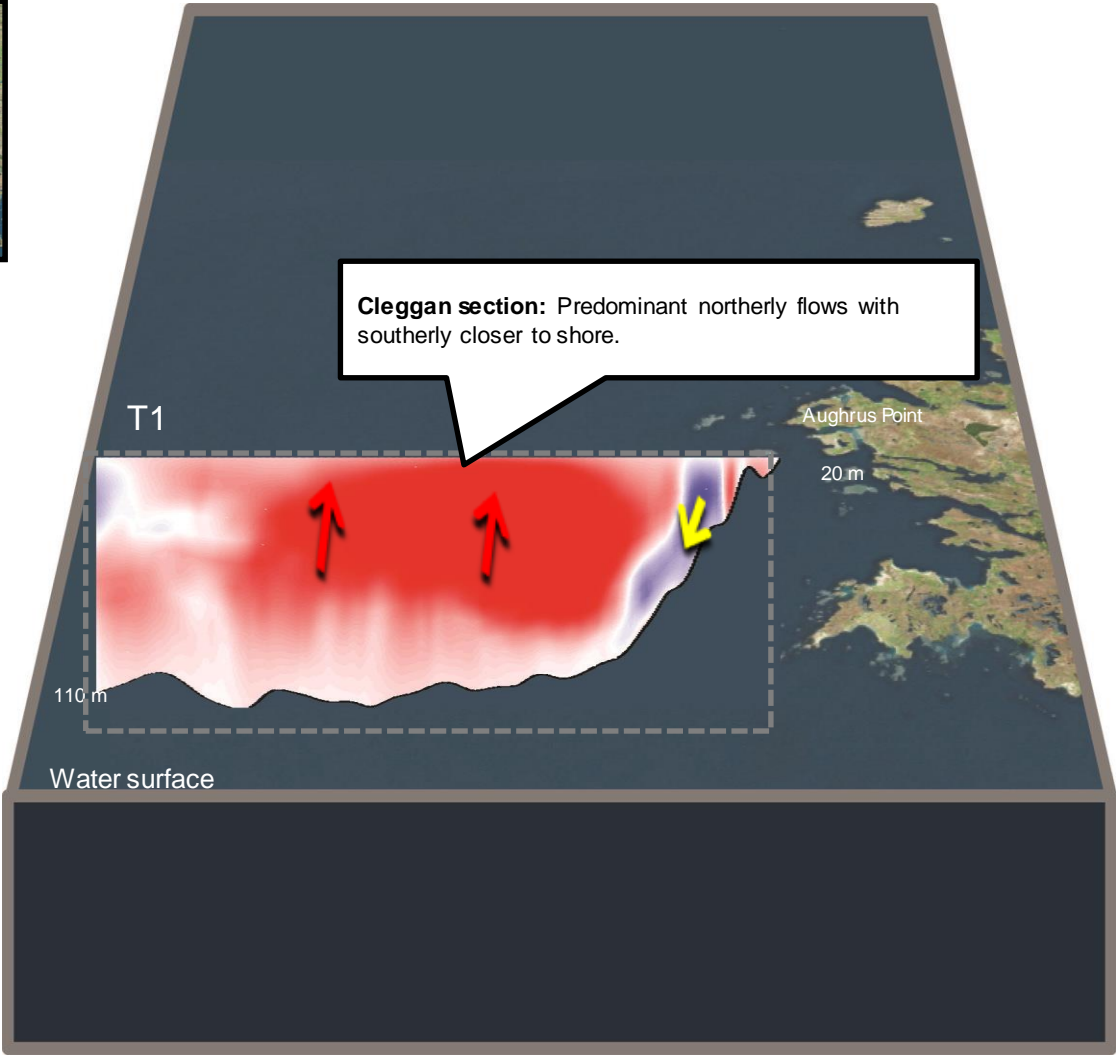 Cleggan section: Predominant northerly flows with
southerly closer to shore.
T1
Aughrus Point
20 m
110 m
Water surface